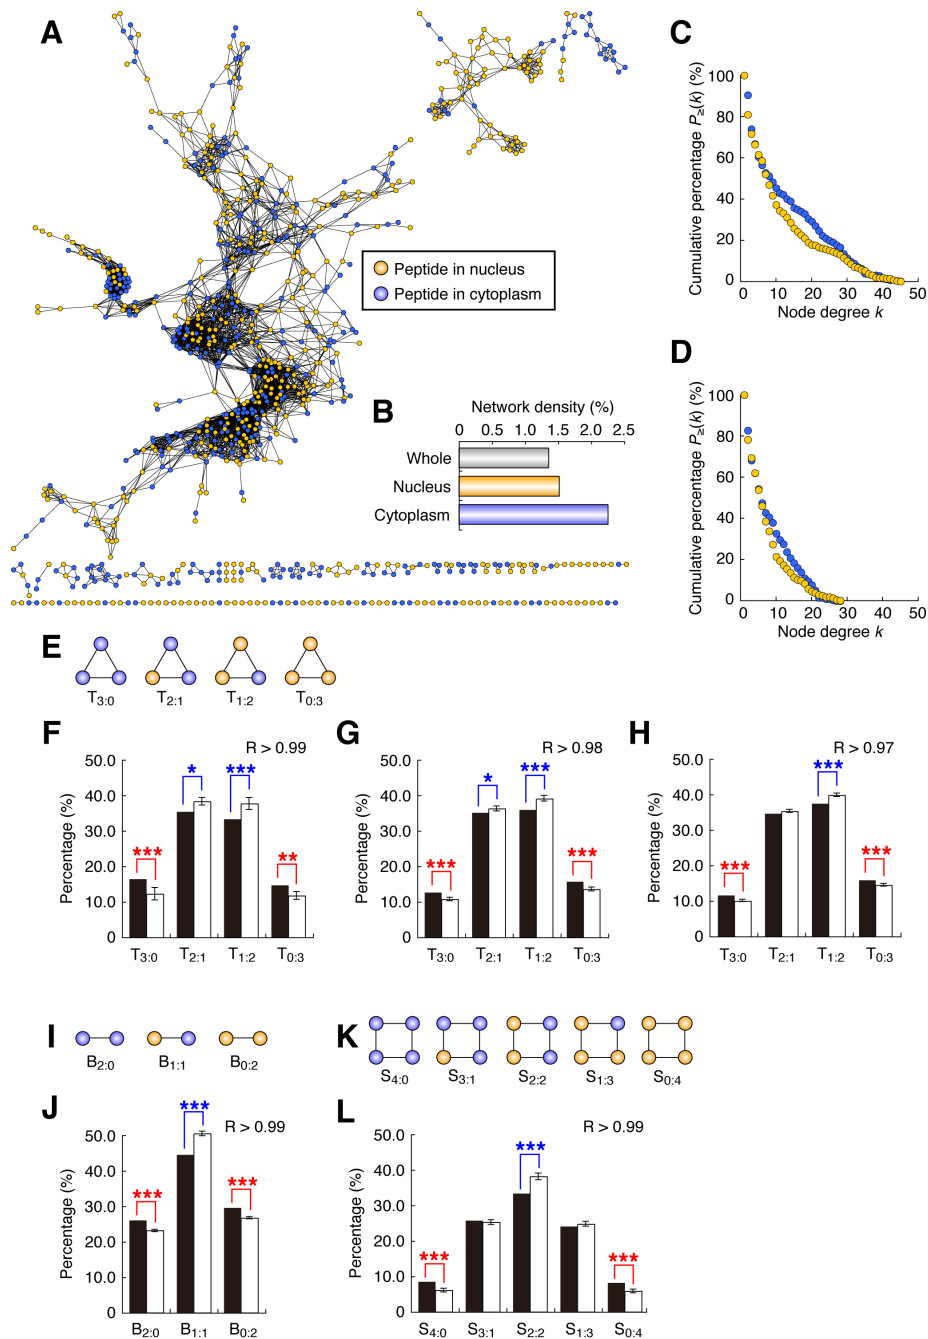 A
Peptide in nucleus
Peptide in cytoplasm
B
Network density (%)
0 0.5 1.0 1.5 2.0 2.5
Whole
Nucleus
Cytoplasm
C
Cumulative percentage P≥(k) (%)
100
80
60
40
20
0
0 10 20 30 40 50
Node degree k
D
Cumulative percentage P≥(k) (%)
100
80
60
40
20
0
0 10 20 30 40 50
Node degree k
E
T3:0 T2:1 T1:2 T0:3
F
R > 0.99
Percentage (%)
50.0
40.0
30.0
20.0
10.0
0
*** * *** **
T3:0 T2:1 T1:2 T0:3
G
R > 0.98
Percentage (%)
50.0
40.0
30.0
20.0
10.0
0
*** * *** ***
T3:0 T2:1 T1:2 T0:3
H
R > 0.97
Percentage (%)
50.0
40.0
30.0
20.0
10.0
0
*** *** ***
T3:0 T2:1 T1:2 T0:3
I
B2:0 B1:1 B0:2
J
R > 0.99
Percentage (%)
50.0
40.0
30.0
20.0
10.0
0
*** *** ***
B2:0 B1:1 B0:2
K
S4:0 S3:1 S2:2 S1:3 S0:4
L
R > 0.99
Percentage (%)
50.0
40.0
30.0
20.0
10.0
0
*** *** ***
S4:0 S3:1 S2:2 S1:3 S0:4